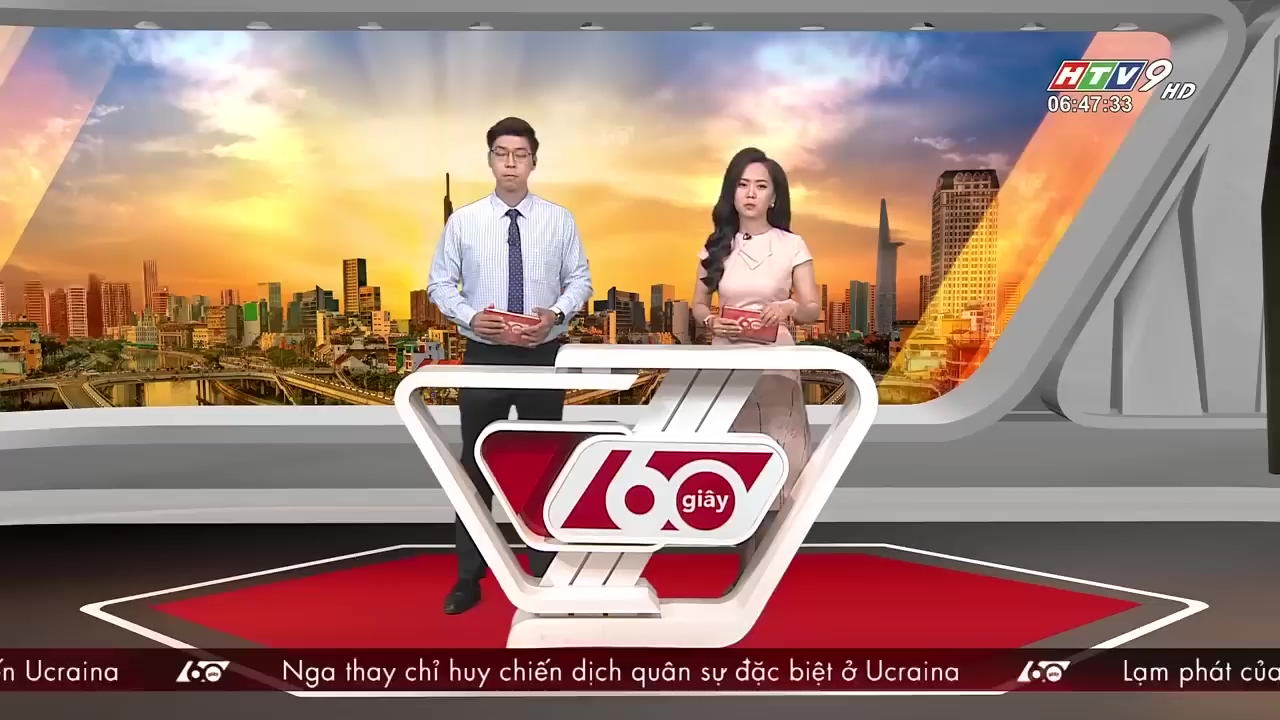 HTV9 HD
06:47:33
60 giây
Ucraina
Nga thay chỉ huy chiến dịch quân sự đặc biệt ở Ucraina
Lạm phát của